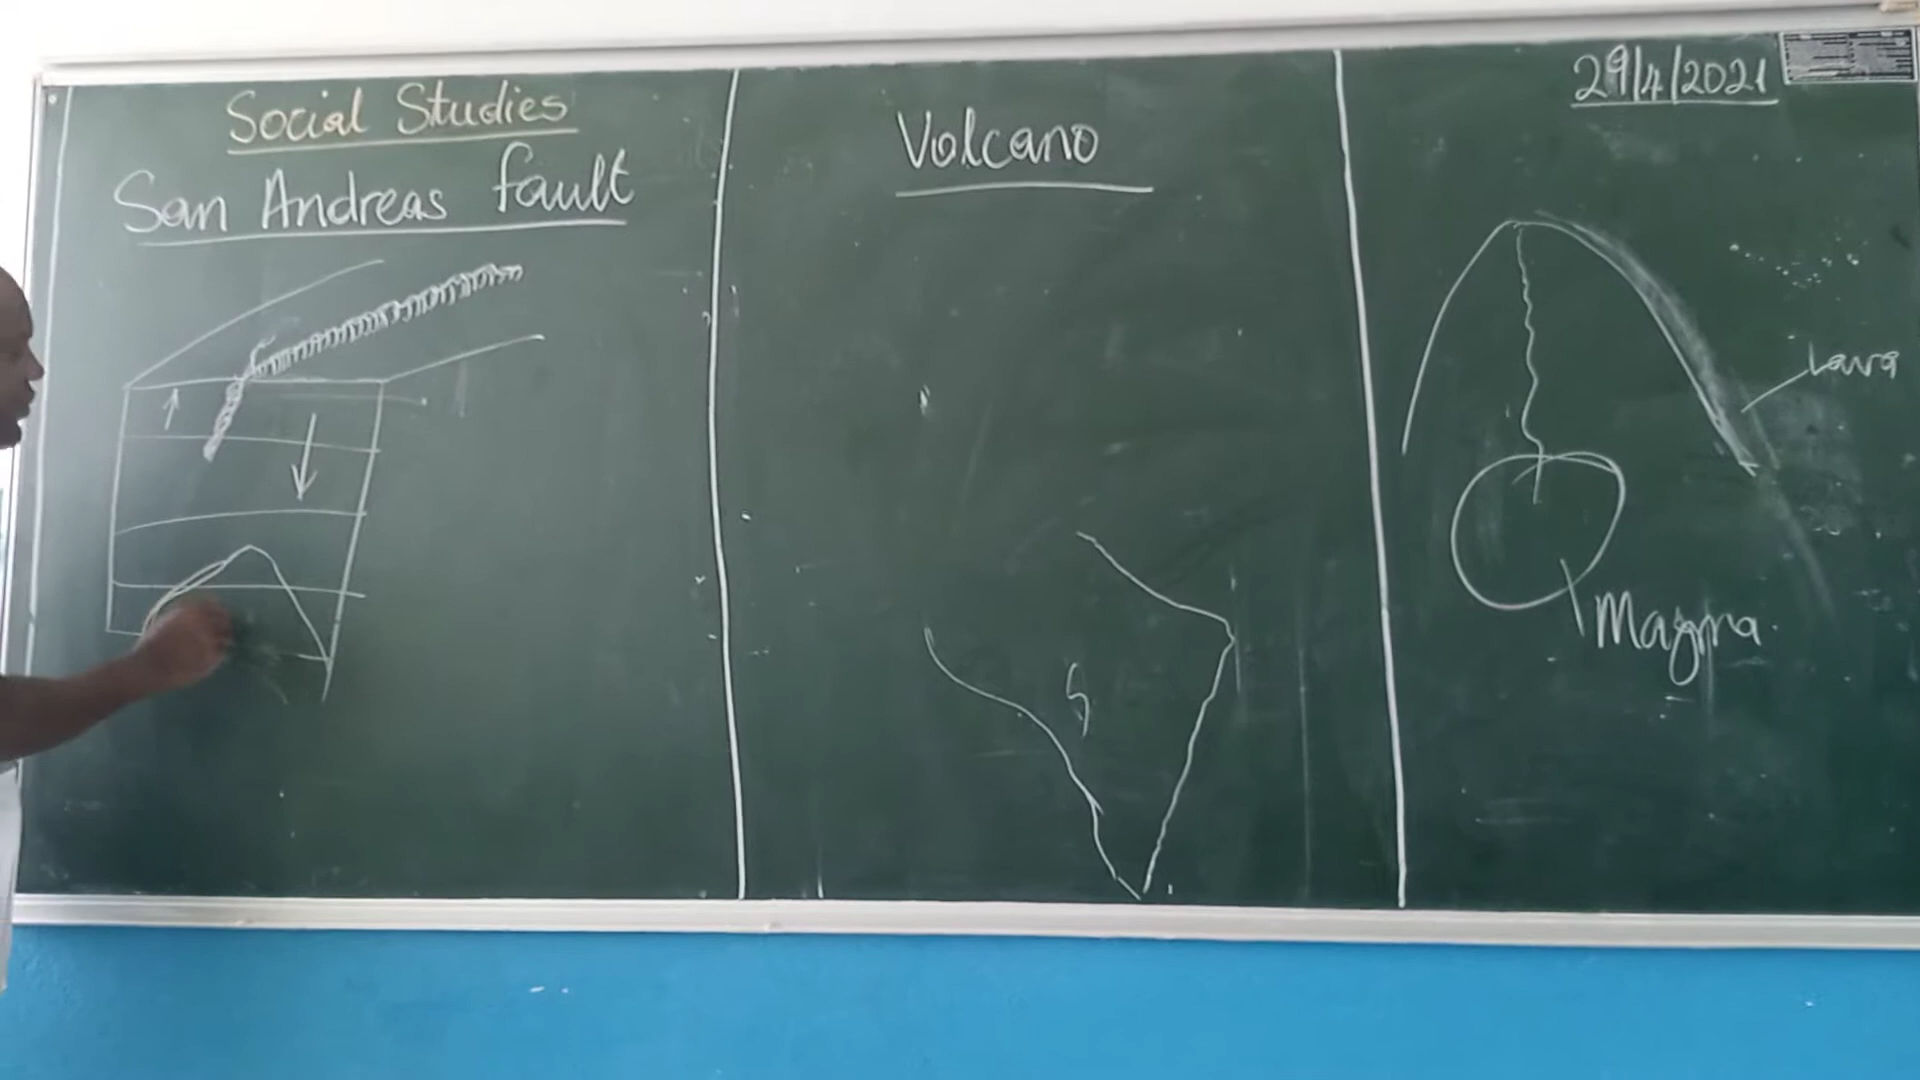 Social Studies
San Andreas fault
Volcano
29/4/2021
Lava
Magma
S